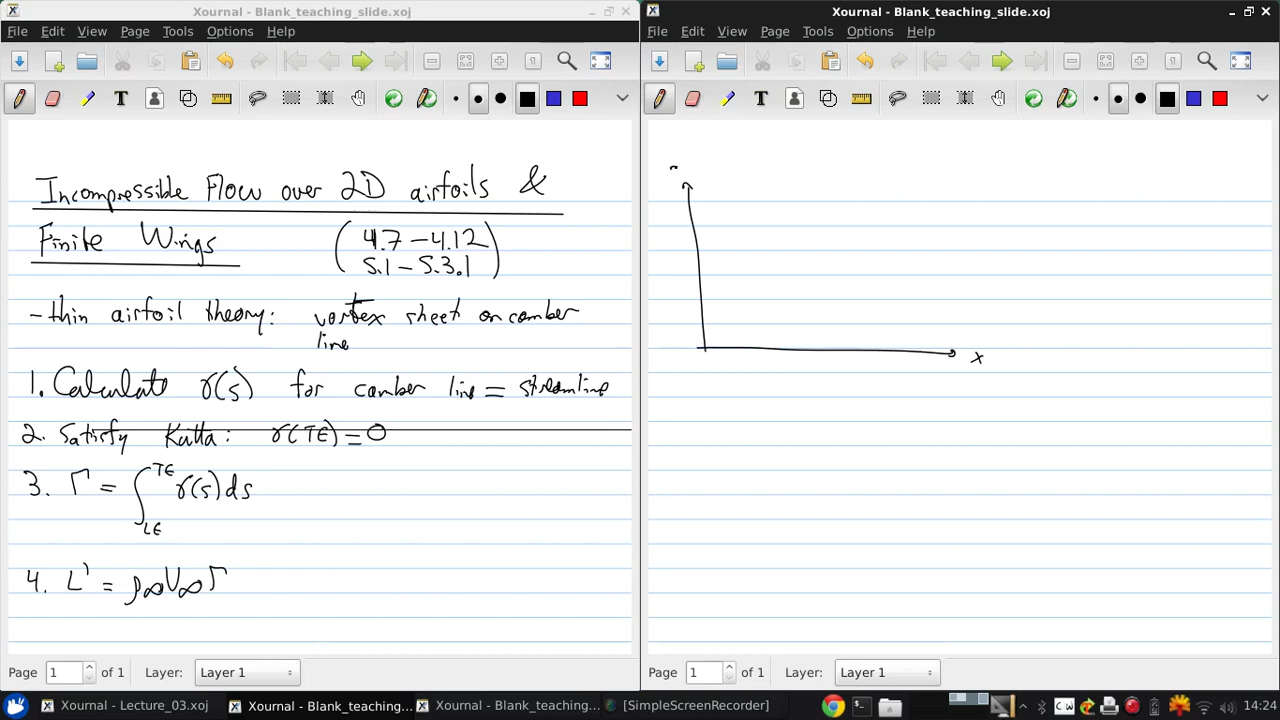 Xournal - Blank_teaching_slide.xoj
File Edit View Page Tools Options Help
Incompressible Flow over 2D airfoils &
Finite Wings (4.7 – 4.12
5.1 – 5.3.1)
- thin airfoil theory: vortex sheet on camber
line
1. Calculate γ(s) for camber line = streamline
2. Satisfy Kutta: γ(TE) = 0
3. Γ = ∫ γ(s) ds
TE
LE
4. L' = ρ∞V∞Γ
Page 1 of 1 Layer: Layer 1
Xournal - Blank_teaching_slide.xoj
File Edit View Page Tools Options Help
x
Page 1 of 1 Layer: Layer 1
Xournal - Lecture_03.xoj Xournal - Blank_teaching... Xournal - Blank_teaching... [SimpleScreenRecorder] 14:24